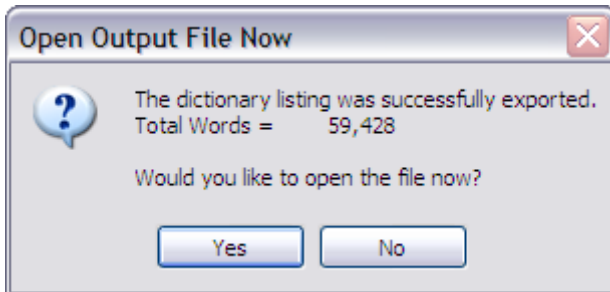 Open Output File Now
The dictionary listing was successfully exported.
Total Words = 59,428
Would you like to open the file now?
Yes No